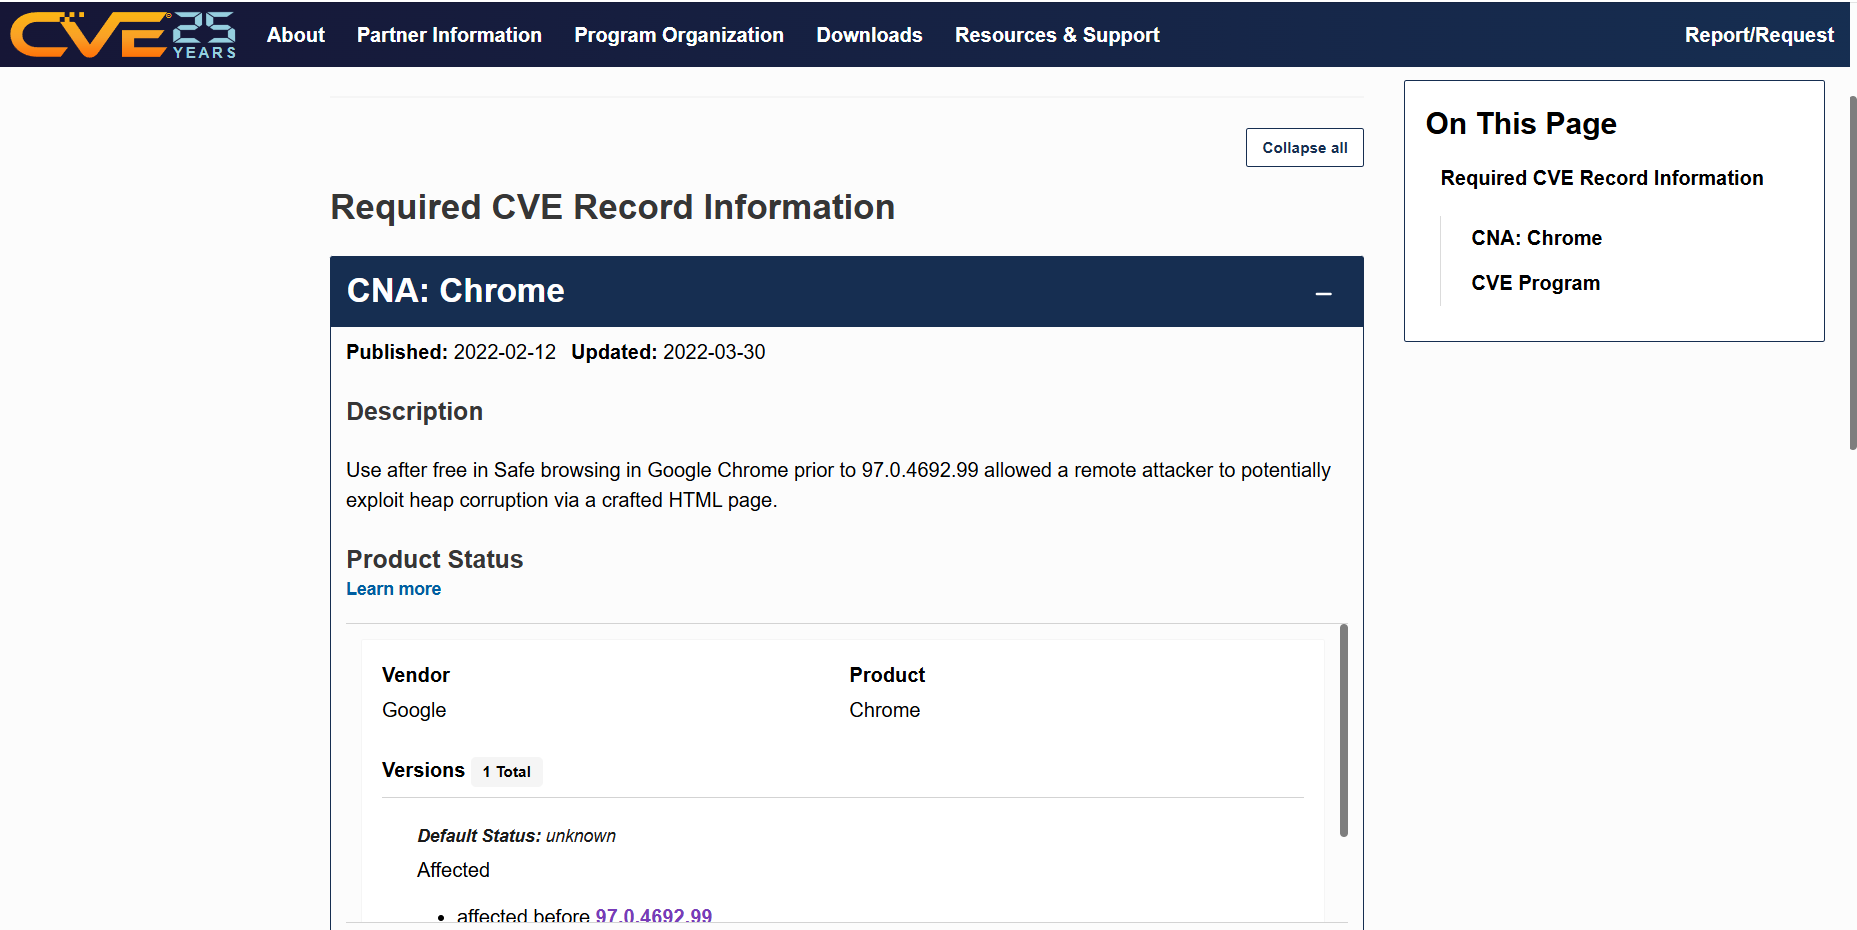 CVE 25 YEARS About Partner Information Program Organization Downloads Resources & Support Report/Request
Collapse all
Required CVE Record Information
CNA: Chrome
Published: 2022-02-12 Updated: 2022-03-30
Description
Use after free in Safe browsing in Google Chrome prior to 97.0.4692.99 allowed a remote attacker to potentially
exploit heap corruption via a crafted HTML page.
Product Status
Learn more
Vendor Product
Google Chrome
Versions 1 Total
Default Status: unknown
Affected
• affected before 97.0.4692.99
On This Page
Required CVE Record Information
CNA: Chrome
CVE Program